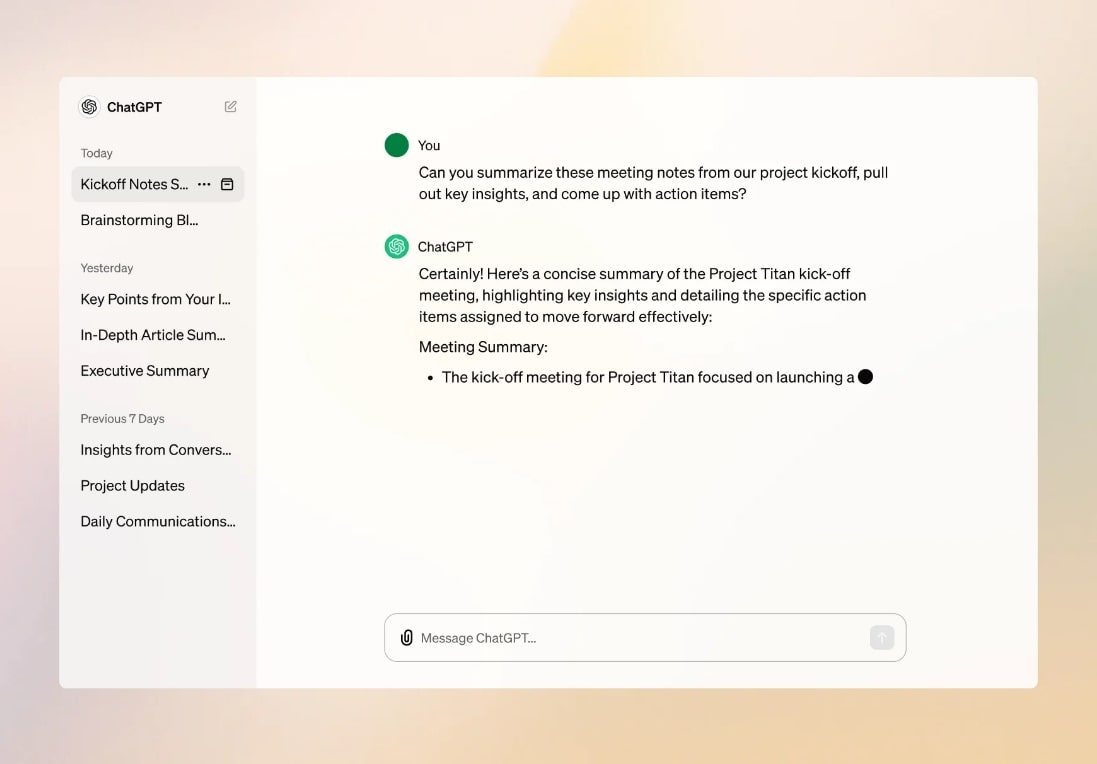 ChatGPT
Today
Kickoff Notes S...
Brainstorming Bl...
Yesterday
Key Points from Your I...
In-Depth Article Sum...
Executive Summary
Previous 7 Days
Insights from Convers...
Project Updates
Daily Communications...
You
Can you summarize these meeting notes from our project kickoff, pull
out key insights, and come up with action items?
ChatGPT
Certainly! Here’s a concise summary of the Project Titan kick-off
meeting, highlighting key insights and detailing the specific action
items assigned to move forward effectively:
Meeting Summary:
• The kick-off meeting for Project Titan focused on launching a
Message ChatGPT...